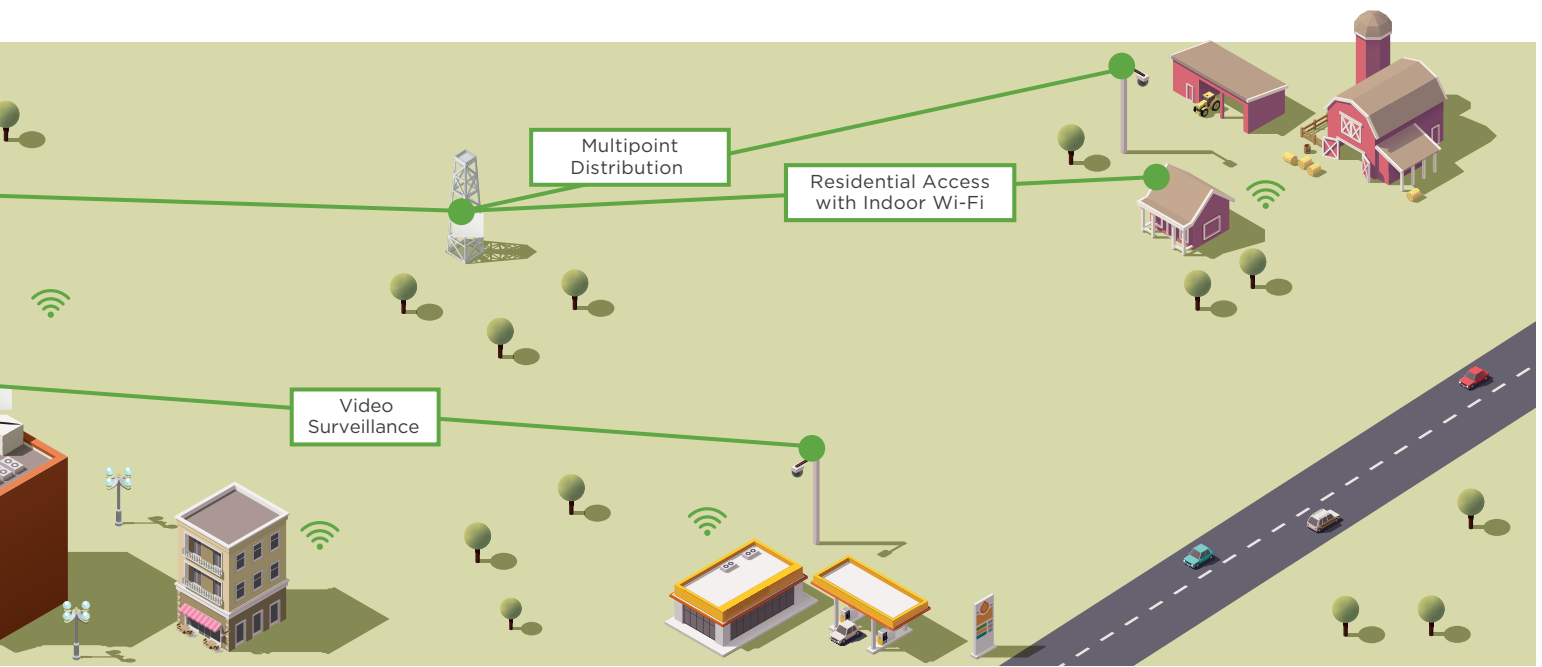 Multipoint
Distribution
Residential Access
with Indoor Wi-Fi
Video
Surveillance